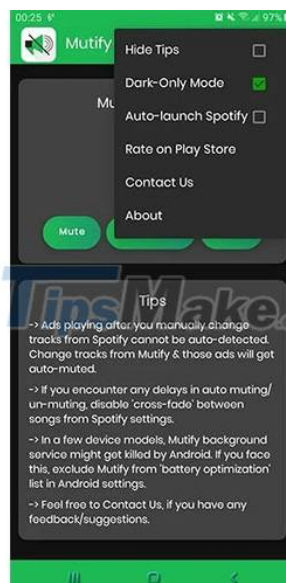 00:25
97%
Mutify
Hide Tips
Dark-Only Mode
Auto-launch Spotify
Rate on Play Store
Contact Us
About
Mu
Mute
TipsMake.
Tips
-> Ads playing after you manually change
tracks from Spotify cannot be auto-detected.
Change tracks from Mutify & those ads will get
auto-muted.
-> If you encounter any delays in auto muting/
un-muting, disable 'cross-fade' between
songs from Spotify settings.
-> In a few device models, Mutify background
service might get killed by Android. If you face
this, exclude Mutify from 'battery optimization'
list in Android settings.
-> Feel free to Contact Us, if you have any
feedback/suggestions.